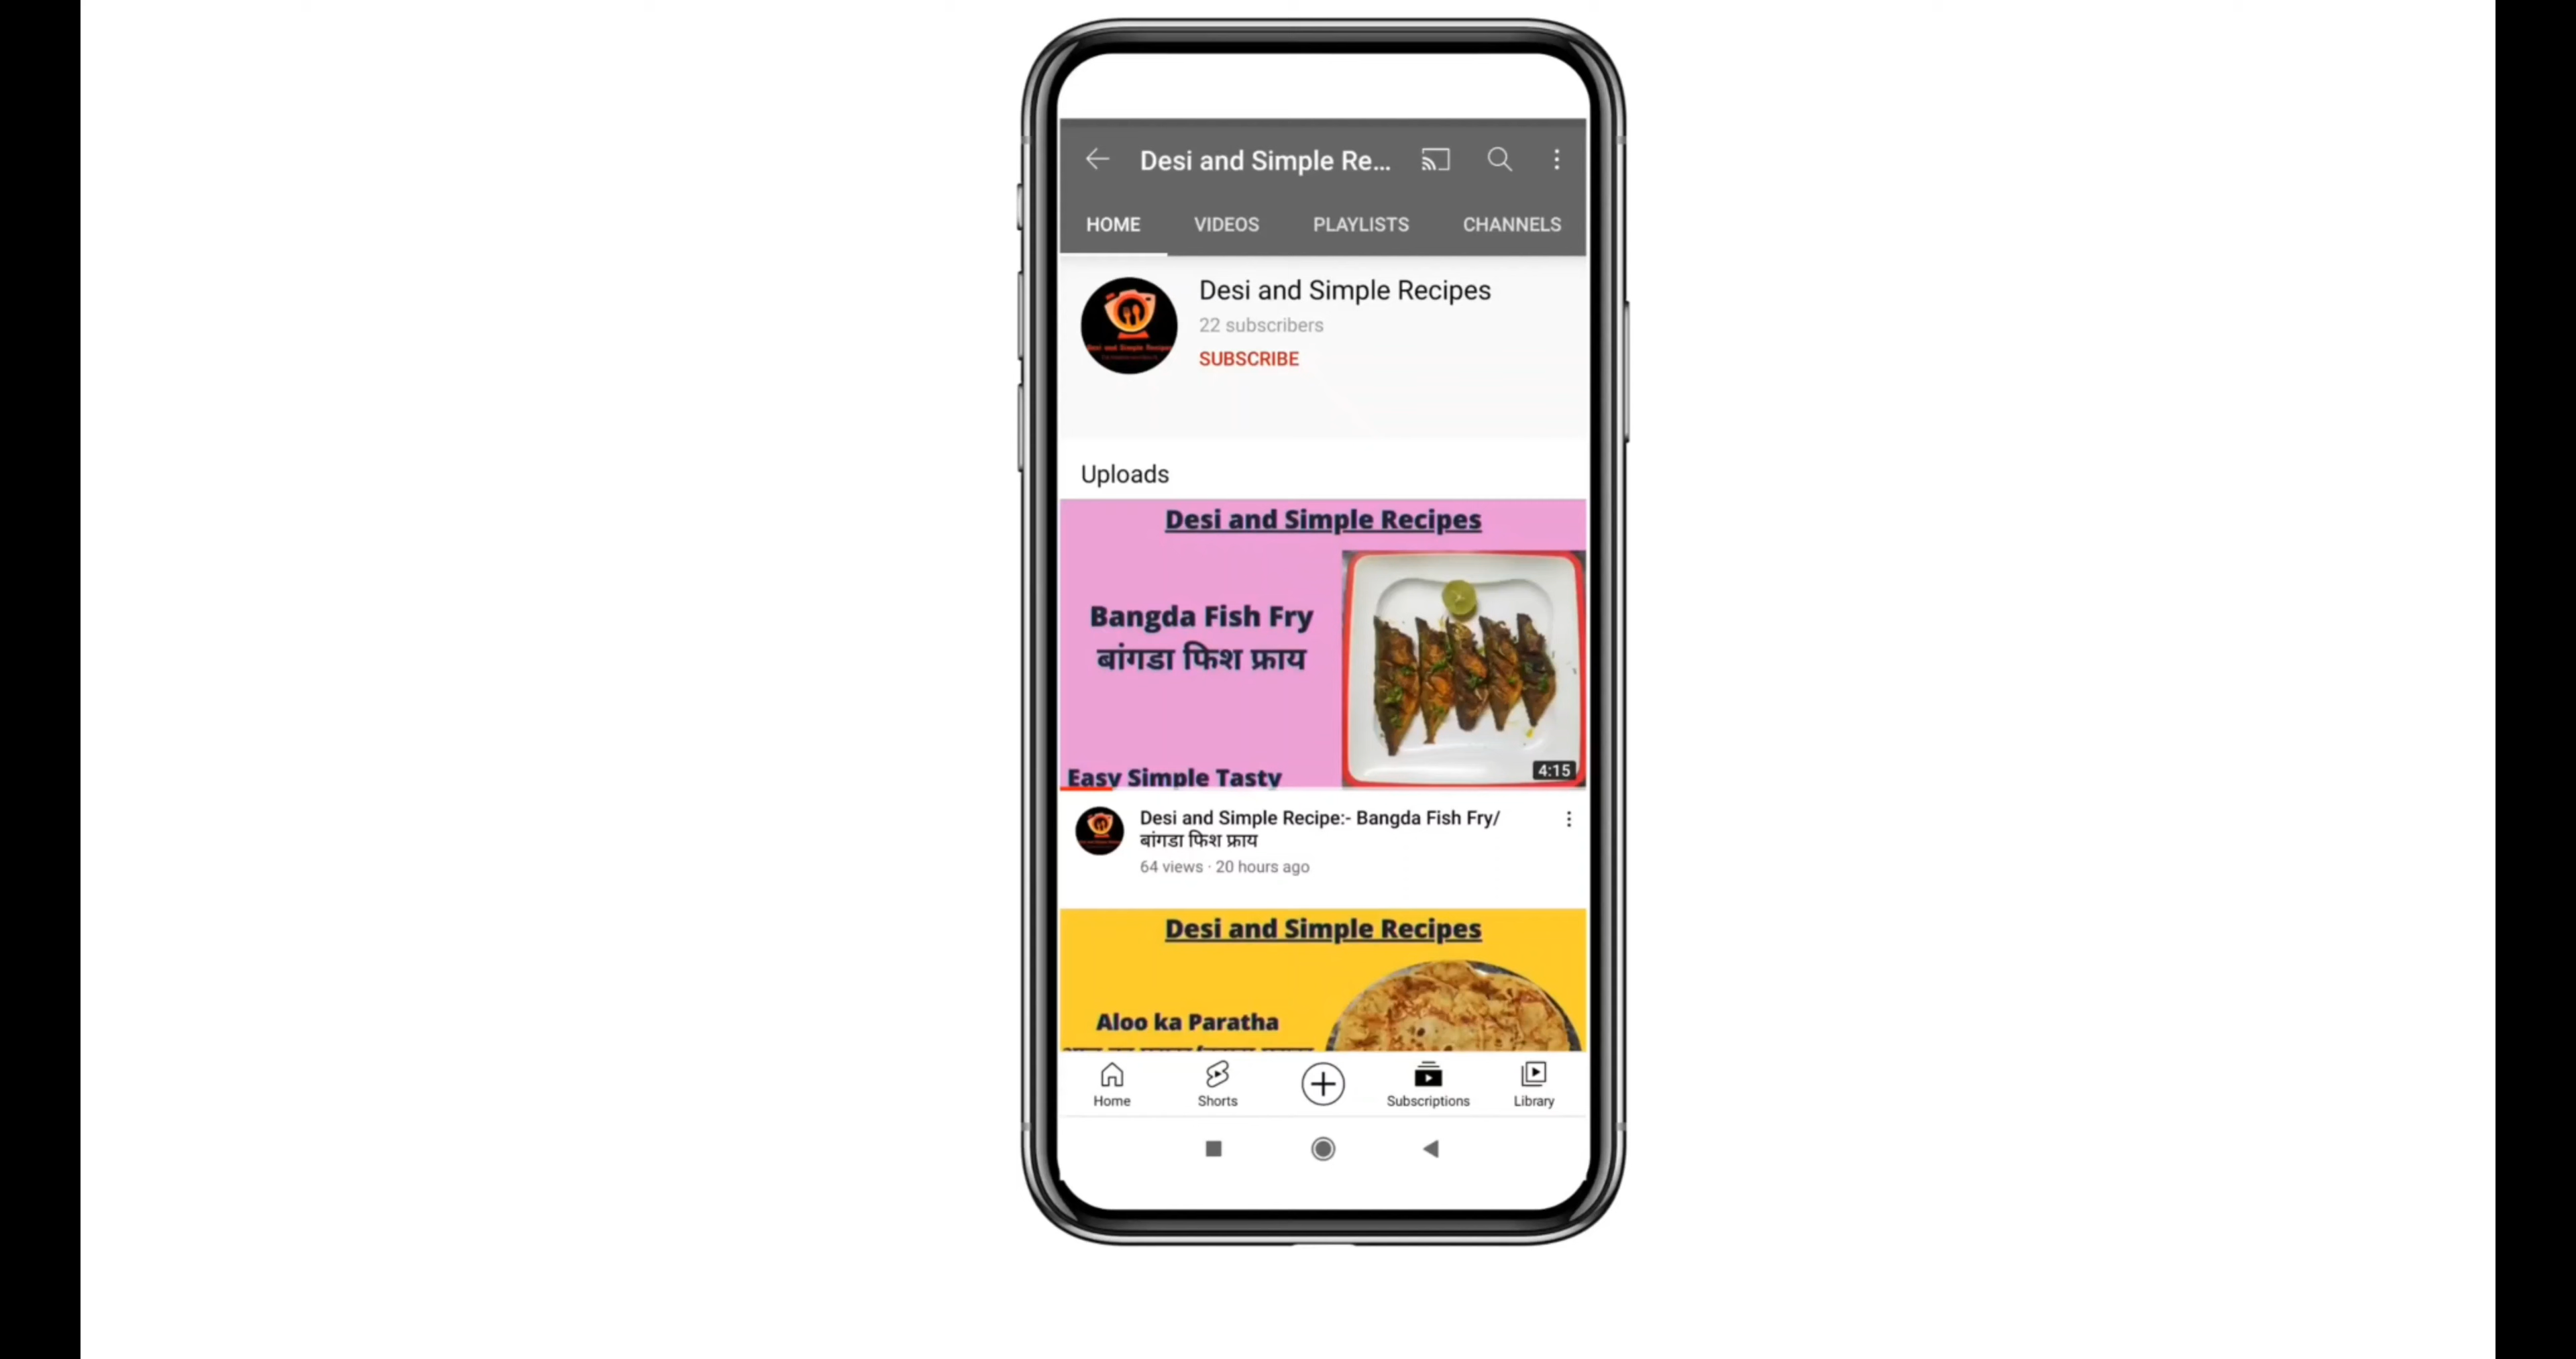 Desi and Simple Re...
HOME VIDEOS PLAYLISTS CHANNELS
Desi and Simple Recipes
22 subscribers
SUBSCRIBE
Uploads
Desi and Simple Recipes
Bangda Fish Fry
बांगडा फिश फ्राय
Easy Simple Tasty
4:15
Desi and Simple Recipe:- Bangda Fish Fry/
बांगडा फिश फ्राय
64 views · 20 hours ago
Desi and Simple Recipes
Aloo ka Paratha
Home Shorts Subscriptions Library